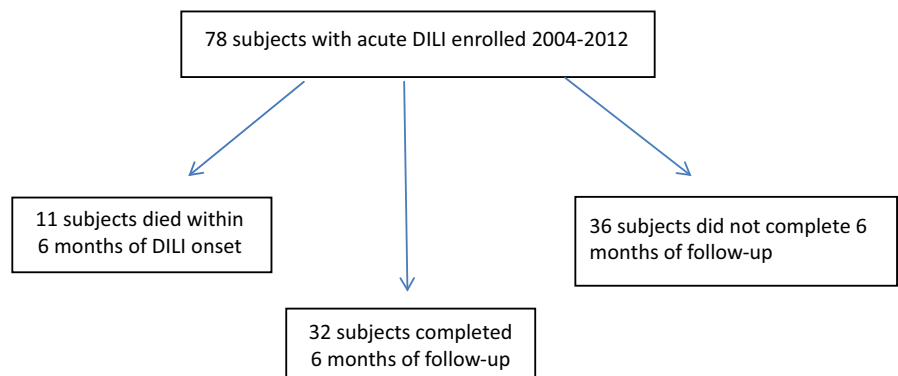 78 subjects with acute DILI enrolled 2004-2012
11 subjects died within
6 months of DILI onset
36 subjects did not complete 6
months of follow-up
32 subjects completed
6 months of follow-up